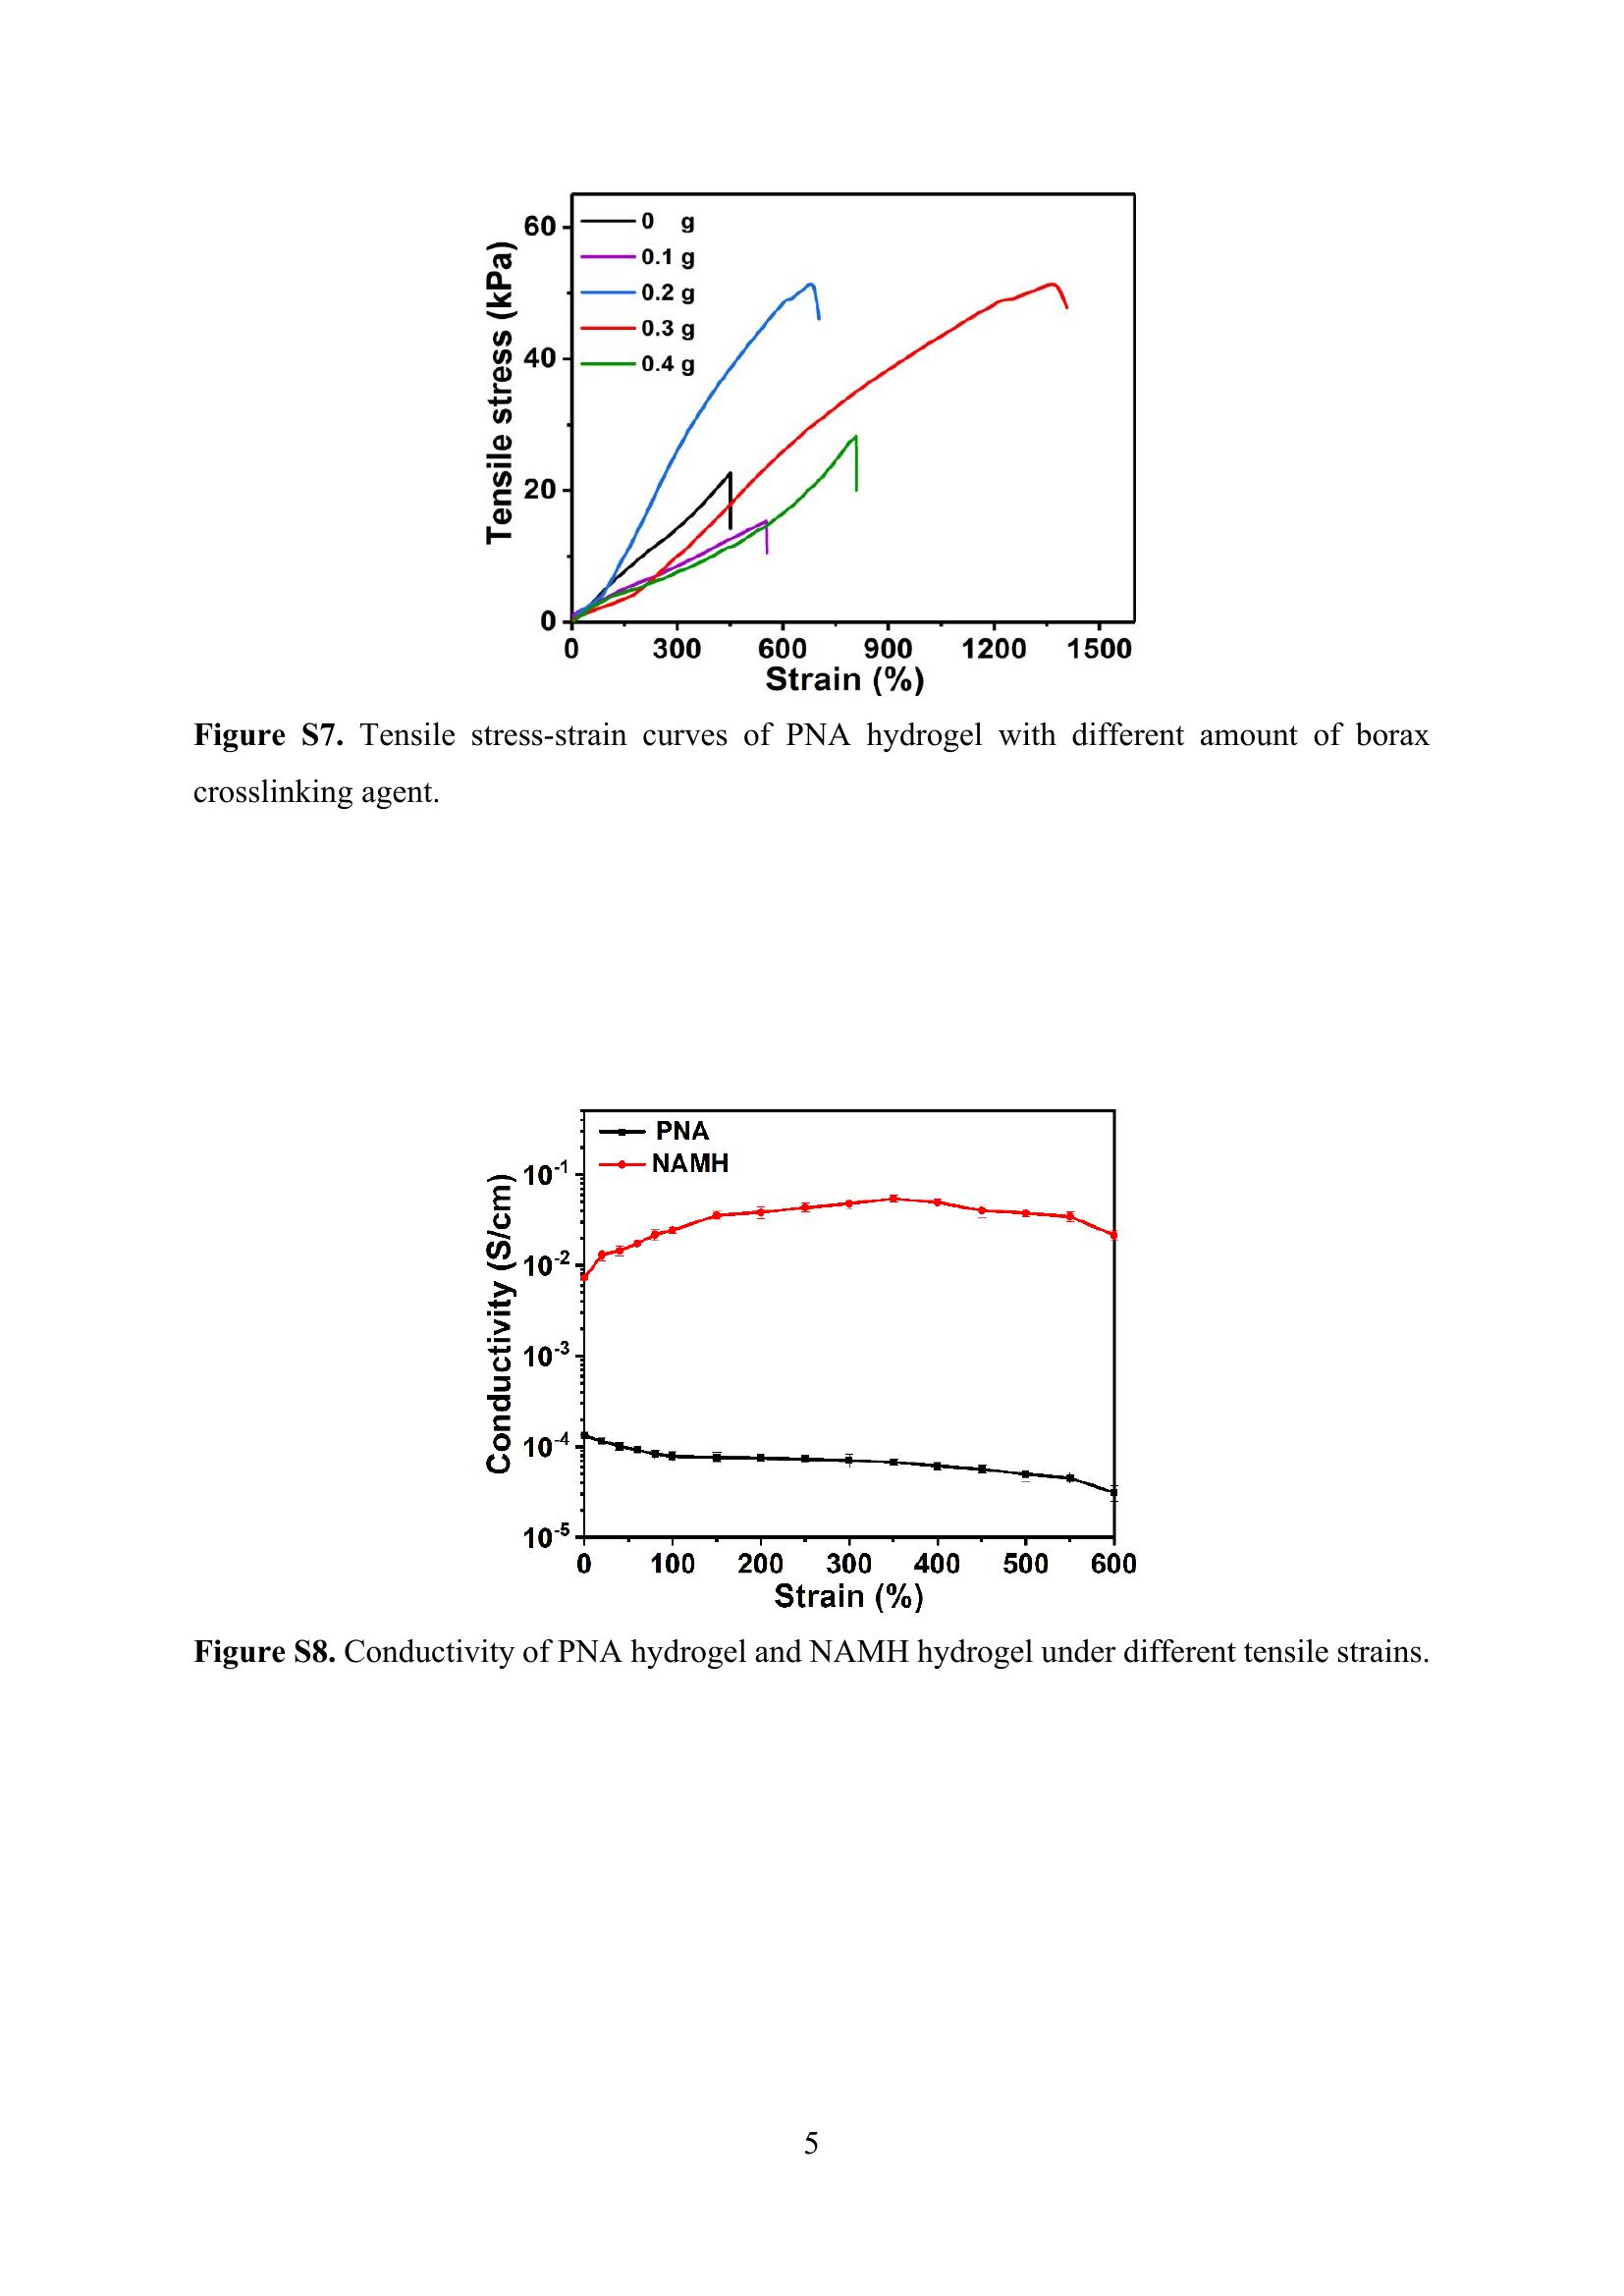 60
40
20
0
0 g
0.1 g
0.2 g
0.3 g
0.4 g
Tensile stress (kPa)
0 300 600 900 1200 1500
Strain (%)
Figure S7. Tensile stress-strain curves of PNA hydrogel with different amount of borax
crosslinking agent.
PNA
NAMH
10-1
10-2
10-3
10-4
10-5
Conductivity (S/cm)
0 100 200 300 400 500 600
Strain (%)
Figure S8. Conductivity of PNA hydrogel and NAMH hydrogel under different tensile strains.
5